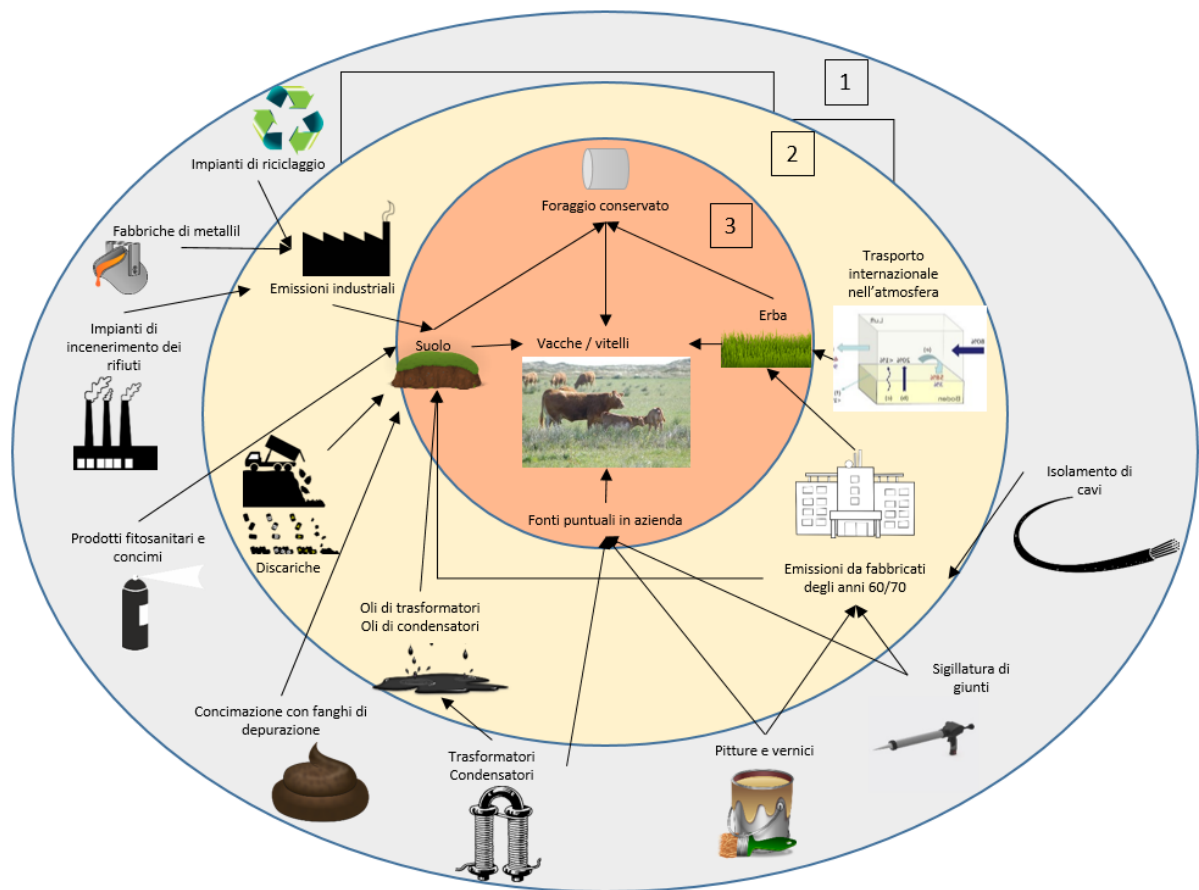 1
2
Impianti di riciclaggio
3
Foraggio conservato
Fabbriche di metallil
Trasporto
internazionale
nell'atmosfera
Emissioni industriali
Erba
Impianti di
incenerimento dei
rifiuti
Suolo
Vacche / vitelli
Isolamento di
cavi
Fonti puntuali in azienda
Prodotti fitosanitari e
concimi
Discariche
Emissioni da fabbricati
degli anni 60/70
Oli di trasformatori
Oli di condensatori
Sigillatura di
giunti
Concimazione con fanghi di
depurazione
Trasformatori
Condensatori
Pitture e vernici
Luft
Boden